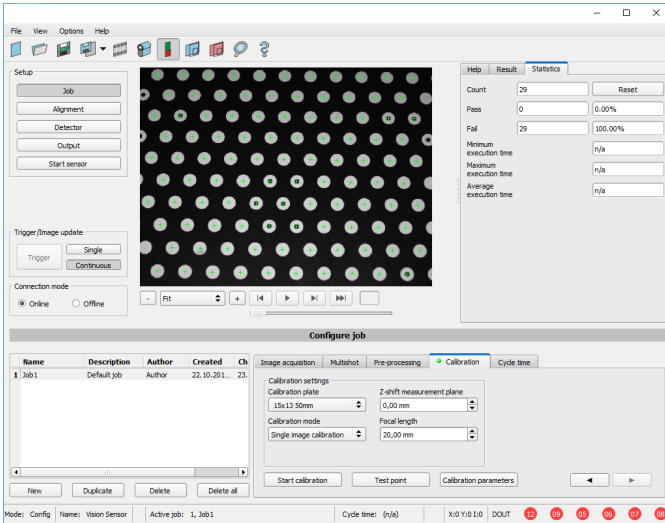 File View Options Help
Setup
Job
Alignment
Detector
Output
Start sensor
Trigger/Image update
Trigger
Single
Continuous
Connection mode
Online Offline
- Fit +
Help Result Statistics
Count 29 Reset
Pass 0 0.00%
Fail 29 100.00%
Minimum
execution time n/a
Maximum
execution time n/a
Average
execution time n/a
Configure job
Name Description Author Created Ch
1 Job1 Default job Author 22.10.201... 23.
New Duplicate Delete Delete all
Image acquisition Multishot Pre-processing Calibration Cycle time
Calibration settings
Calibration plate Z-shift measurement plane
15x13 50mm 0,00 mm
Calibration mode Focal length
Single image calibration 20,00 mm
Start calibration Test point Calibration parameters
Mode: Config Name: Vision Sensor Active job: 1, Job1 Cycle time: (n/a) X:0 Y:0 I:0 DOUT 12 09 05 06 07 08